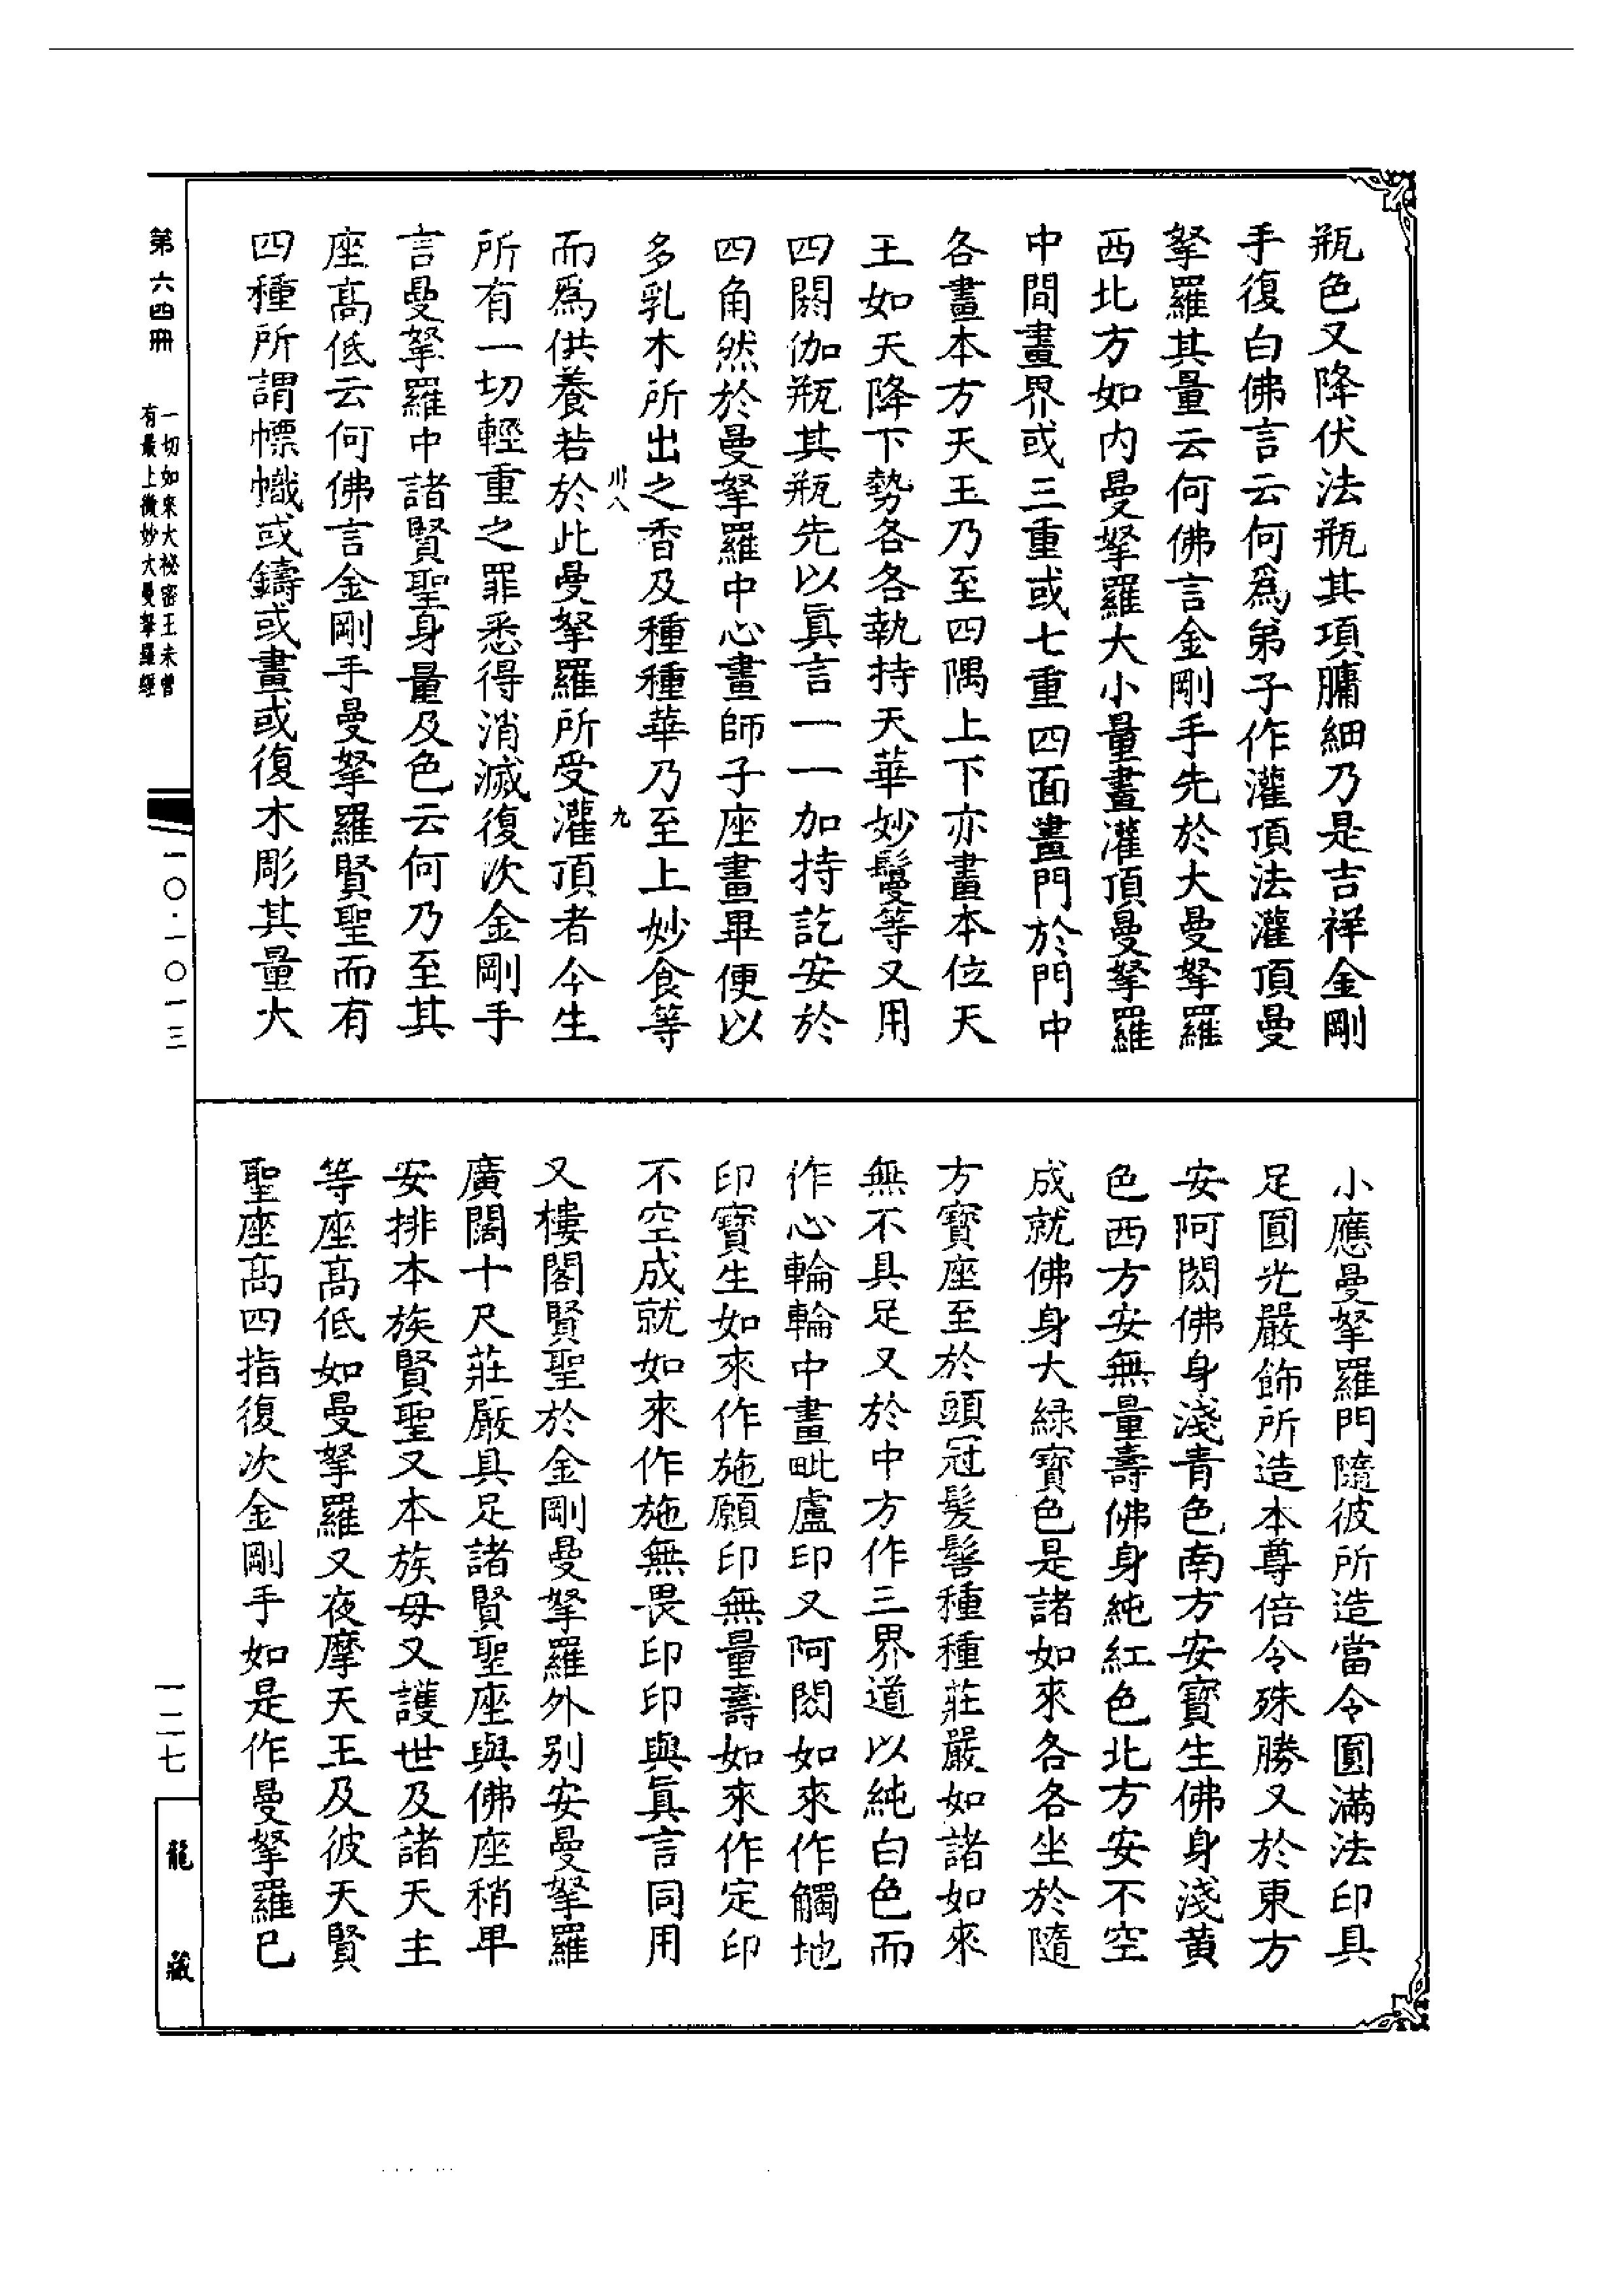 瓶色又降伏法瓶其項膅細乃是吉祥金剛
手復白佛言云何爲弟子作灌頂法灌頂曼
拏羅其量云何佛言金剛手先於大曼拏羅
西北方如內曼拏羅大小量畫灌頂曼拏羅
中間畫界或三重或七重四面畫門於門中
各畫本方天王乃至四隅上下亦畫本位天
王如天降下勢各各執持天華妙鬘等又用
四閼伽瓶其瓶先以眞言一一加持訖安於
四角然於曼拏羅中心畫師子座畫畢便以
多乳木所出之香及種種華乃至上妙食等
而爲供養若於此曼拏羅所受灌頂者今生
所有一切輕重之罪悉得消滅復次金剛手
言曼拏羅中諸賢聖身量及色云何乃至其
座高低云何佛言金剛手曼拏羅賢聖而有
四種所謂幖幟或鑄或畫或復木彫其量大
小應曼拏羅門隨彼所造當令圓滿法印具
足圓光嚴飾所造本尊倍令殊勝又於東方
安阿閦佛身淺青色南方安寶生佛身淺黃
色西方安無量壽佛身純紅色北方安不空
成就佛身大緑寶色是諸如來各各坐於隨
方寶座至於頭冠髮髻種種莊嚴如諸如來
無不具足又於中方作三界道以純白色而
作心輪輪中畫毗盧印又阿閦如來作觸地
印寶生如來作施願印無量壽如來作定印
不空成就如來作施無畏印印與眞言同用
又樓閣賢聖於金剛曼拏羅外別安曼拏羅
廣闊十尺莊嚴具足諸賢聖座與佛座稍卑
安排本族賢聖又本族母又護世及諸天主
等座高低如曼拏羅又夜摩天王及彼天賢
聖座高四指復次金剛手如是作曼拏羅已
第六四冊
一切如來大祕密王未曾
有最上微妙大曼拏羅經
一〇·一〇一三
一二七
龍藏
九